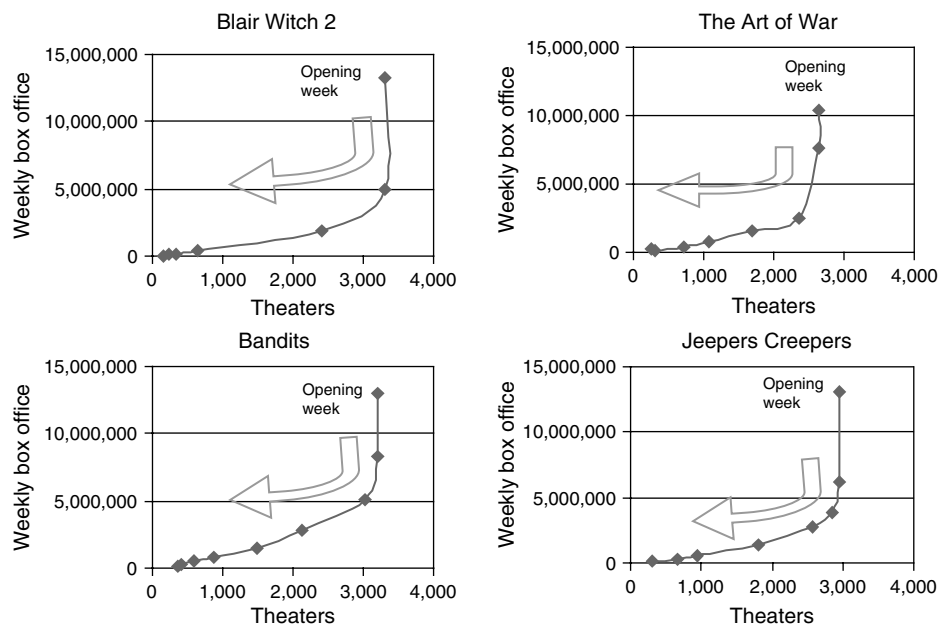 Blair Witch 2
Weekly box office
15,000,000
10,000,000
5,000,000
0
Opening
week
0 1,000 2,000 3,000 4,000
Theaters
The Art of War
Weekly box office
15,000,000
10,000,000
5,000,000
0
Opening
week
0 1,000 2,000 3,000 4,000
Theaters
Bandits
Weekly box office
15,000,000
10,000,000
5,000,000
0
Opening
week
0 1,000 2,000 3,000 4,000
Theaters
Jeepers Creepers
Weekly box office
15,000,000
10,000,000
5,000,000
0
Opening
week
0 1,000 2,000 3,000 4,000
Theaters